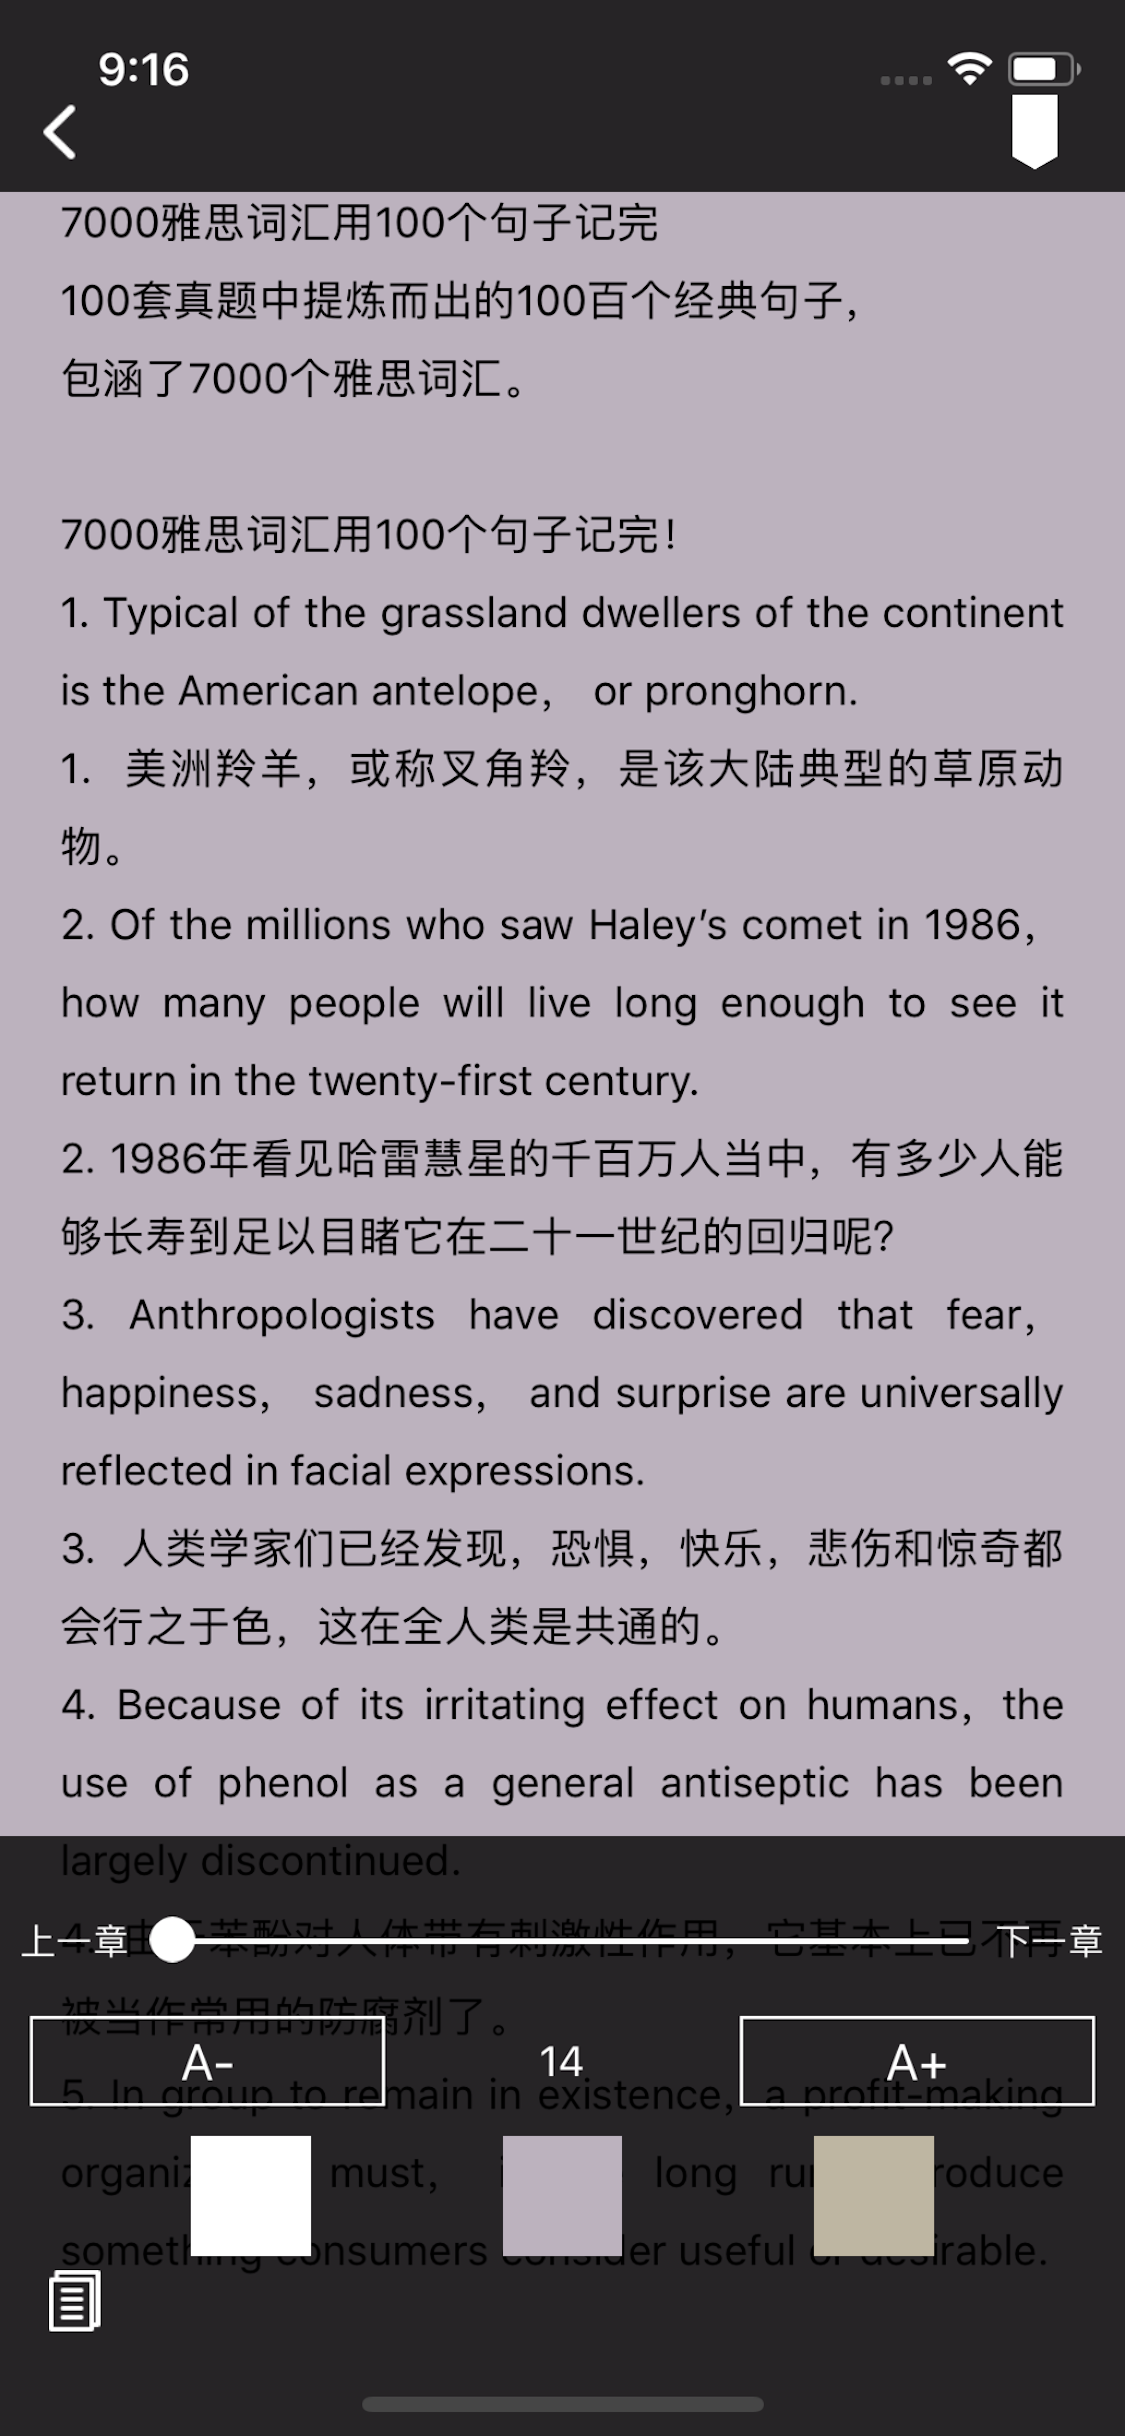 9:16
7000雅思词汇用100个句子记完
100套真题中提炼而出的100百个经典句子，
包涵了7000个雅思词汇。
7000雅思词汇用100个句子记完！
1. Typical of the grassland dwellers of the continent
is the American antelope， or pronghorn.
1. 美洲羚羊，或称叉角羚，是该大陆典型的草原动
物。
2. Of the millions who saw Haley’s comet in 1986，
how many people will live long enough to see it
return in the twenty-first century.
2. 1986年看见哈雷慧星的千百万人当中，有多少人能
够长寿到足以目睹它在二十一世纪的回归呢?
3. Anthropologists have discovered that fear，
happiness， sadness， and surprise are universally
reflected in facial expressions.
3. 人类学家们已经发现，恐惧，快乐，悲伤和惊奇都
会行之于色，这在全人类是共通的。
4. Because of its irritating effect on humans，the
use of phenol as a general antiseptic has been
largely discontinued.
上一章
4. 由于苯酚对人体带有刺激性作用，它基本上已不再
下一章
被当作常用的防腐剂了。
A-
14
A+
5. In group to remain in existence， a profit-making
must， long roduce
something consumers consider useful or desirable.